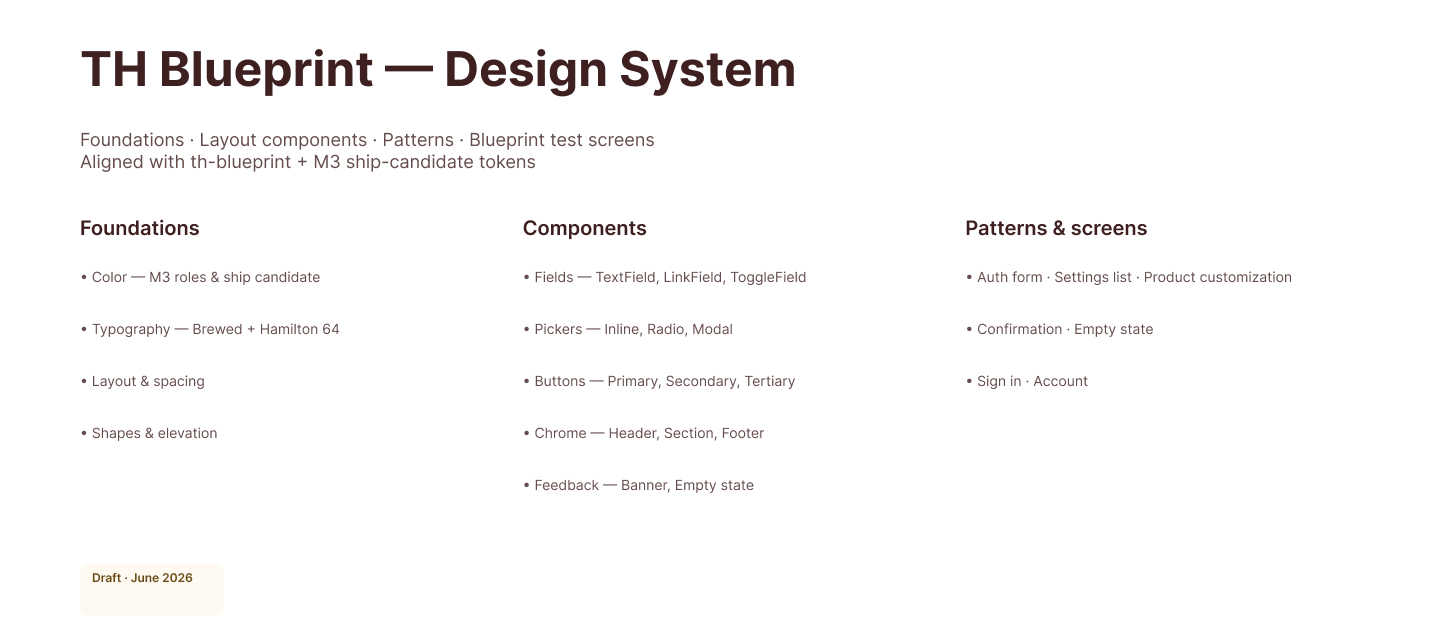 TH Blueprint — Design System
Foundations · Layout components · Patterns · Blueprint test screens
Aligned with th-blueprint + M3 ship-candidate tokens
Foundations
• Color — M3 roles & ship candidate
• Typography — Brewed + Hamilton 64
• Layout & spacing
• Shapes & elevation
Components
• Fields — TextField, LinkField, ToggleField
• Pickers — Inline, Radio, Modal
• Buttons — Primary, Secondary, Tertiary
• Chrome — Header, Section, Footer
• Feedback — Banner, Empty state
Patterns & screens
• Auth form · Settings list · Product customization
• Confirmation · Empty state
• Sign in · Account
Draft · June 2026